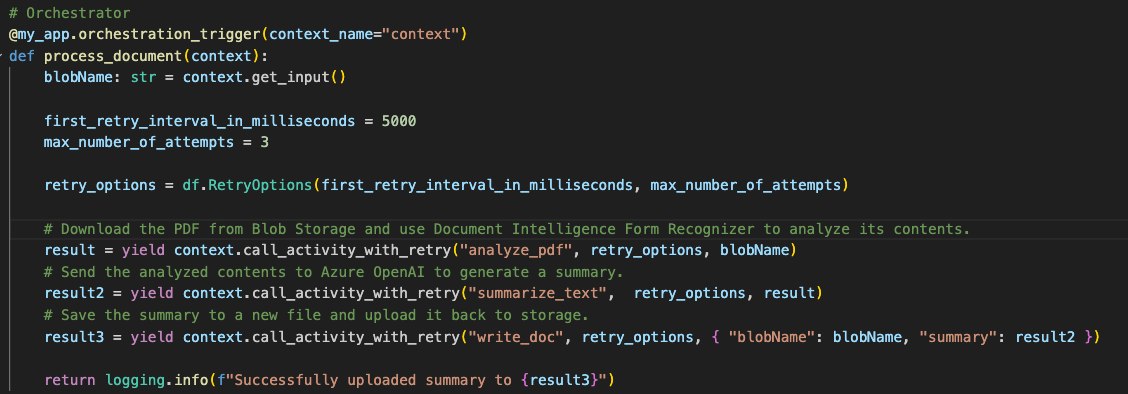 # Orchestrator
@my_app.orchestration_trigger(context_name="context")
def process_document(context):
    blobName: str = context.get_input()

    first_retry_interval_in_milliseconds = 5000
    max_number_of_attempts = 3

    retry_options = df.RetryOptions(first_retry_interval_in_milliseconds, max_number_of_attempts)

    # Download the PDF from Blob Storage and use Document Intelligence Form Recognizer to analyze its contents.
    result = yield context.call_activity_with_retry("analyze_pdf", retry_options, blobName)
    # Send the analyzed contents to Azure OpenAI to generate a summary.
    result2 = yield context.call_activity_with_retry("summarize_text",  retry_options, result)
    # Save the summary to a new file and upload it back to storage.
    result3 = yield context.call_activity_with_retry("write_doc", retry_options, { "blobName": blobName, "summary": result2 })

    return logging.info(f"Successfully uploaded summary to {result3}")